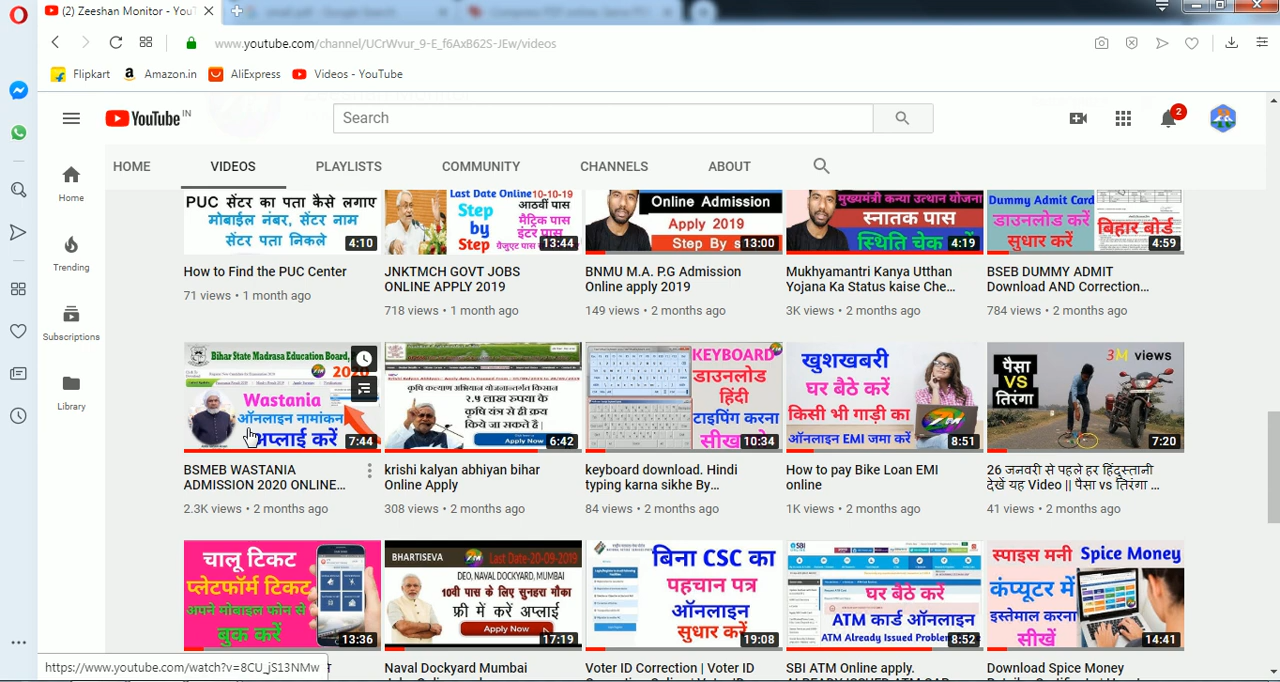 (2) Zeeshan Monitor - YouT
www.youtube.com/channel/UCrWvur_9-E_f6AxB62S-JEw/videos
Flipkart
Amazon.in
AliExpress
Videos - YouTube
YouTube IN
Search
2
HOME
VIDEOS
PLAYLISTS
COMMUNITY
CHANNELS
ABOUT
Home
Trending
Subscriptions
Library
PUC सेंटर का पता कैसे लगाए
मोबाईल नंबर, सेंटर नाम
सेंटर पता निकले
4:10
How to Find the PUC Center
71 views • 1 month ago
Last Date Online 10-10-19
Step
by
Step
आठवीं पास
मैट्रिक पास
इंटर पास
ग्रैजुएट पास
13:44
JNKTMCH GOVT JOBS
ONLINE APPLY 2019
718 views • 1 month ago
Online Admission
Apply 2019
Step By s
13:00
BNMU M.A. P.G Admission
Online apply 2019
149 views • 2 months ago
मुख्यमंत्री कन्या उत्थान योजना
स्नातक पास
स्थिति चेक
4:19
Mukhyamantri Kanya Utthan
Yojana Ka Status kaise Che...
3K views • 2 months ago
Dummy Admit Card
डाउनलोड करें
सुधार करें
बिहार बोर्ड
4:59
BSEB DUMMY ADMIT
Download AND Correction...
784 views • 2 months ago
Bihar State Madrasa Education Board,
2020
Wastania
ऑनलाइन नामांकन
अप्लाई करें
7:44
BSMEB WASTANIA
ADMISSION 2020 ONLINE...
2.3K views • 2 months ago
Apply Now
6:42
krishi kalyan abhiyan bihar
Online Apply
308 views • 2 months ago
KEYBOARD
डाउनलोड
हिंदी
टाइपिंग करना
10:34
keyboard download. Hindi
typing karna sikhe By...
84 views • 2 months ago
खुशखबरी
घर बैठे करें
किसी भी गाड़ी का
ऑनलाइन EMI जमा करें
ZM
8:51
How to pay Bike Loan EMI
online
1K views • 2 months ago
पैसा
VS
तिरंगा
3M views
7:20
26 जनवरी से पहले हर हिंदुस्तानी
देखें यह Video || पैसा vs तिरंगा ...
41 views • 2 months ago
चालू टिकट
प्लेटफॉर्म टिकट
अपने मोबाइल फोन से
बुक करें
13:36
BHARTISEVA
Last Date-20-09-2019
DEO, NAVAL DOCKYARD, MUMBAI
10वीं पास के लिए सुनहरा मौका
फ्री में करें अप्लाई
Apply Now
17:19
Naval Dockyard Mumbai
बिना CSC का
पहचान पत्र
ऑनलाइन
सुधार करें
19:08
Voter ID Correction | Voter ID
SBI
घर बैठे करें
ATM कार्ड ऑनलाइन
ATM Already Issued Problem
8:52
SBI ATM Online apply.
स्पाइस मनी Spice Money
कंप्यूटर में
इस्तेमाल करना
सीखें
14:41
Download Spice Money
https://www.youtube.com/watch?v=8CU_jS13NMw